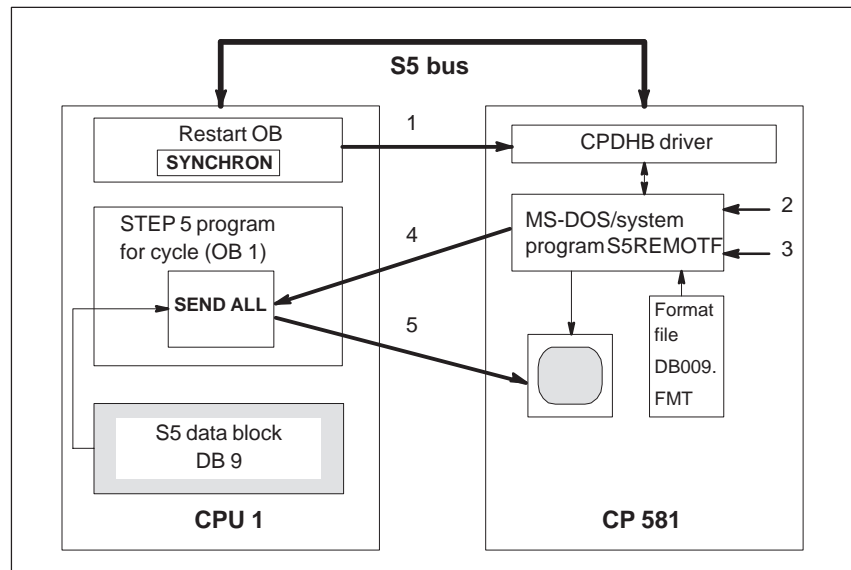 S5 bus
Restart OB
SYNCHRON
1
CPDHB driver
STEP 5 program
for cycle (OB 1)
SEND ALL
4
MS-DOS/system
program S5REMOTF
2
3
5
Format
file
DB009.
FMT
S5 data block
DB 9
CPU 1
CP 581